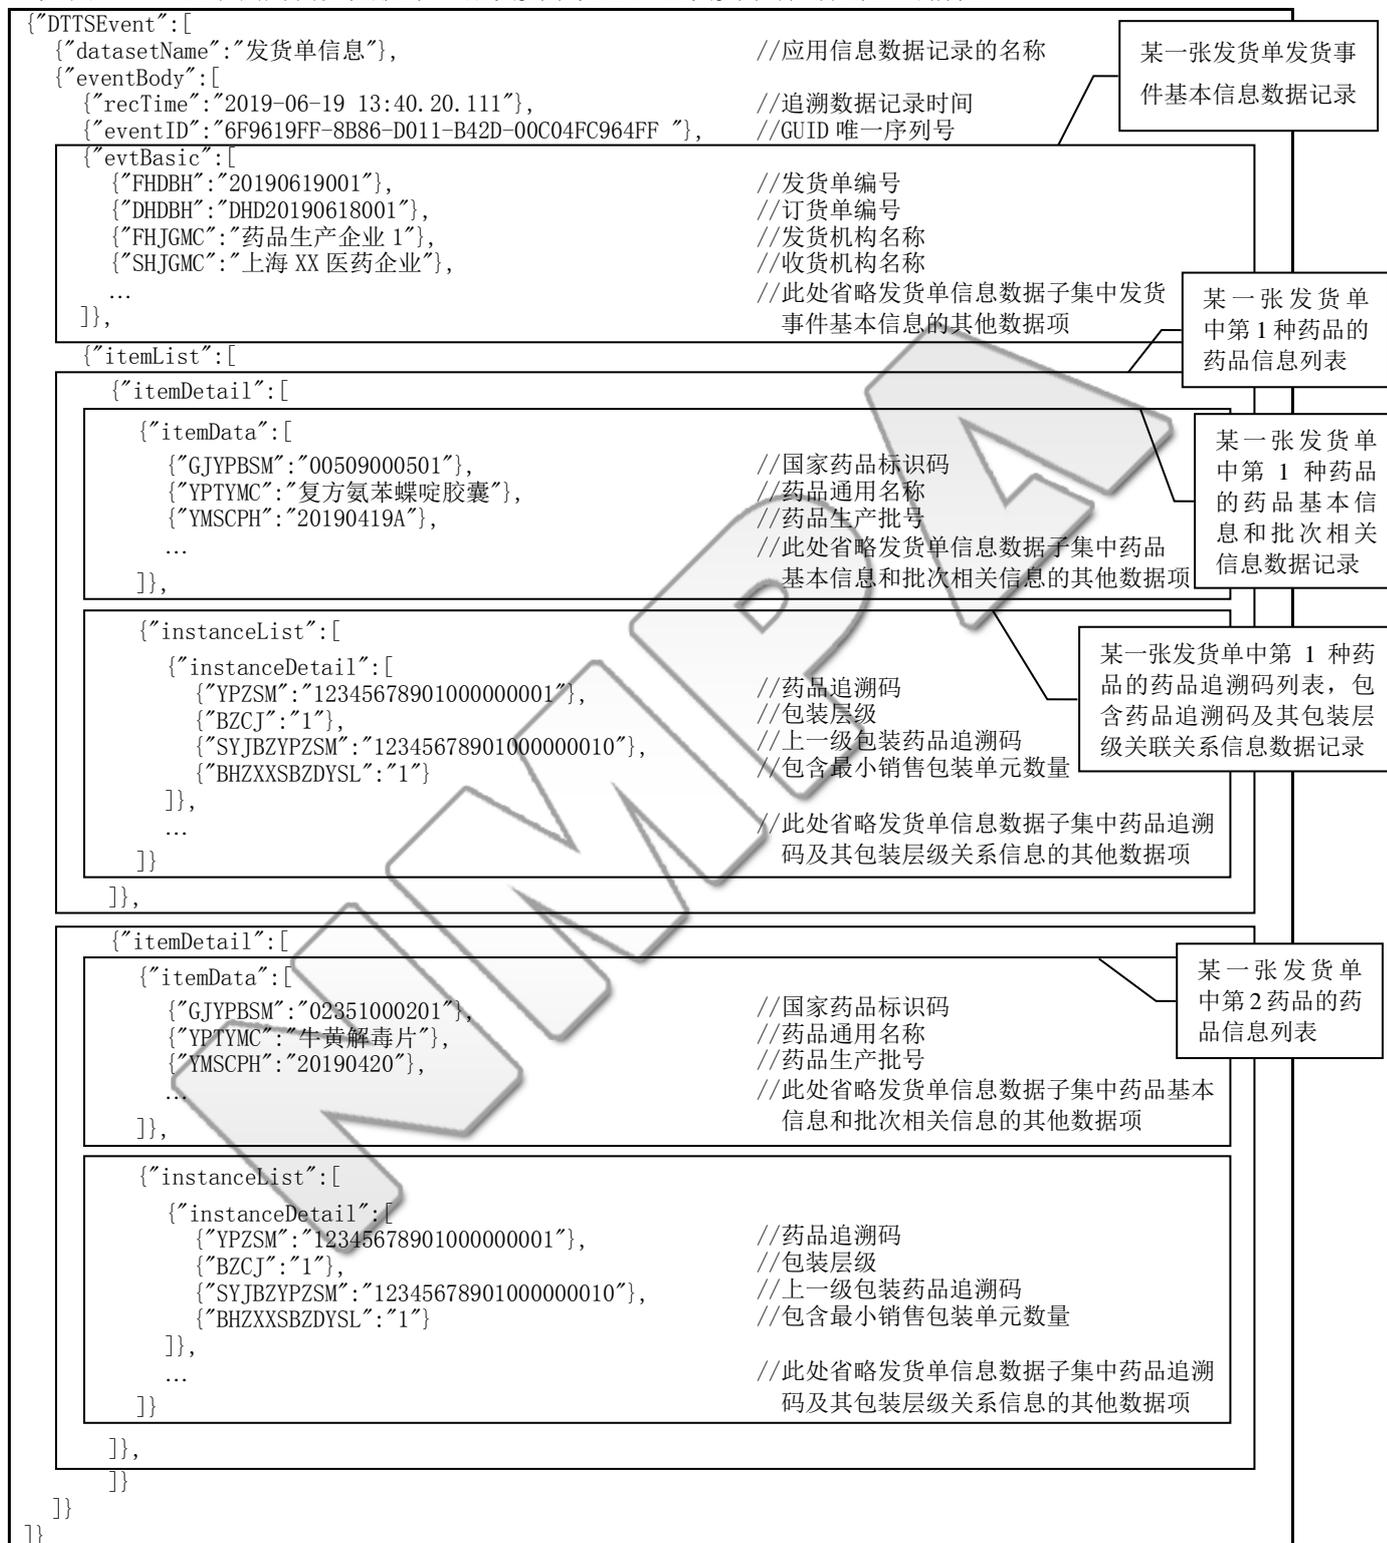 {"DTTSEvent":[
{"datasetName":"发货单信息"}, //应用信息数据记录的名称
{"eventBody":[
{"recTime":"2019-06-19 13:40.20.111"}, //追溯数据记录时间
{"eventID":"6F9619FF-8B86-D011-B42D-00C04FC964FF "}, //GUID 唯一序列号
某一张发货单发货事
件基本信息数据记录
{"evtBasic":[
{"FHDBH":"20190619001"}, //发货单编号
{"DHDBH":"DHD20190618001"}, //订货单编号
{"FHJGMC":"药品生产企业 1"}, //发货机构名称
{"SHJGMC":"上海 XX 医药企业"}, //收货机构名称
… //此处省略发货单信息数据子集中发货
事件基本信息的其他数据项
]},
某一张发货单
中第 1 种药品的
药品信息列表
{"itemList":[
{"itemDetail":[
{"itemData":[
{"GJYPBSM":"00509000501"}, //国家药品标识码
{"YPTYMC":"复方氨苯蝶啶胶囊"}, //药品通用名称
{"YMSCPH":"20190419A"}, //药品生产批号
… //此处省略发货单信息数据子集中药品
基本信息和批次相关信息的其他数据项
]},
某一张发货单
中第 1 种药品
的药品基本信
息和批次相关
信息数据记录
{"instanceList":[
{"instanceDetail":[
{"YPZSM":"12345678901000000001"}, //药品追溯码
{"BZCJ":"1"}, //包装层级
{"SYJBZYPZSM":"12345678901000000010"}, //上一级包装药品追溯码
{"BHZXXSBZDYSL":"1"} //包含最小销售包装单元数量
]},
… //此处省略发货单信息数据子集中药品追溯
码及其包装层级关系信息的其他数据项
]}
]},
某一张发货单中第 1 种药
品的药品追溯码列表，包
含药品追溯码及其包装层
级关联关系信息数据记录
{"itemDetail":[
{"itemData":[
{"GJYPBSM":"02351000201"}, //国家药品标识码
{"YPTYMC":"牛黄解毒片"}, //药品通用名称
{"YMSCPH":"20190420"}, //药品生产批号
… //此处省略发货单信息数据子集中药品基本
信息和批次相关信息的其他数据项
]},
某一张发货单
中第 2 药品的药
品信息列表
{"instanceList":[
{"instanceDetail":[
{"YPZSM":"12345678901000000001"}, //药品追溯码
{"BZCJ":"1"}, //包装层级
{"SYJBZYPZSM":"12345678901000000010"}, //上一级包装药品追溯码
{"BHZXXSBZDYSL":"1"} //包含最小销售包装单元数量
]},
… //此处省略发货单信息数据子集中药品追溯
码及其包装层级关系信息的其他数据项
]}
]},
]}
]}
]}
NMPA